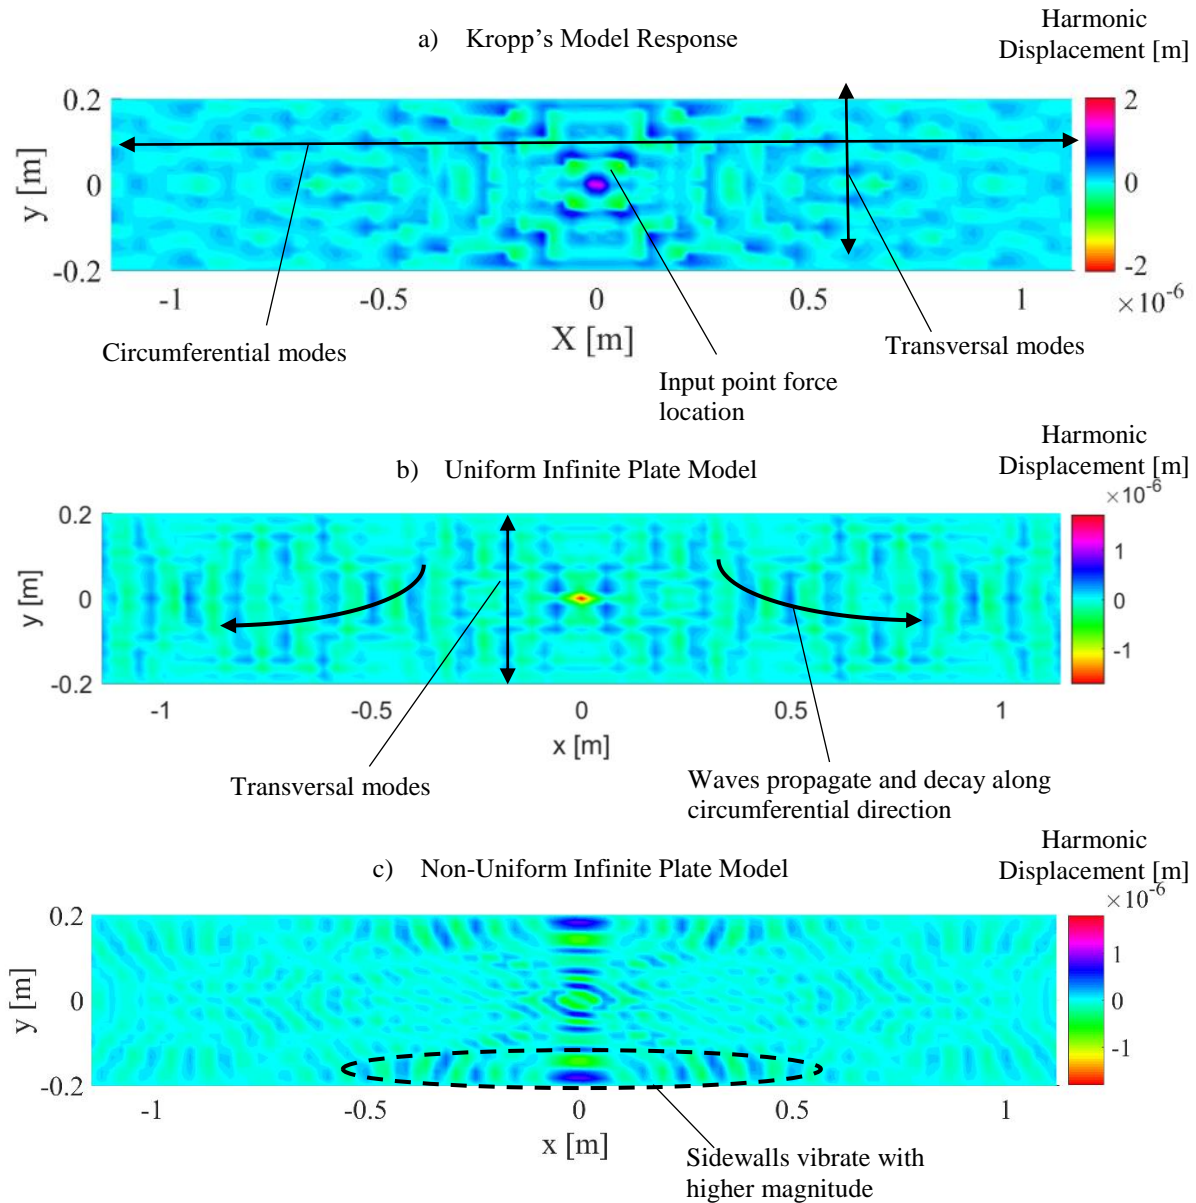 a) Kropp's Model Response
Harmonic
Displacement [m]
0.2
0
-0.2
y [m]
-1
-0.5
0
0.5
1
X [m]
2
0
-2
×10⁻⁶
Circumferential modes
Input point force
location
Transversal modes
b) Uniform Infinite Plate Model
Harmonic
Displacement [m]
×10⁻⁶
0.2
0
-0.2
y [m]
-1
-0.5
0
0.5
1
x [m]
1
0
-1
Transversal modes
Waves propagate and decay along
circumferential direction
c) Non-Uniform Infinite Plate Model
Harmonic
Displacement [m]
×10⁻⁶
0.2
0
-0.2
y [m]
-1
-0.5
0
0.5
1
x [m]
1
0
-1
Sidewalls vibrate with
higher magnitude